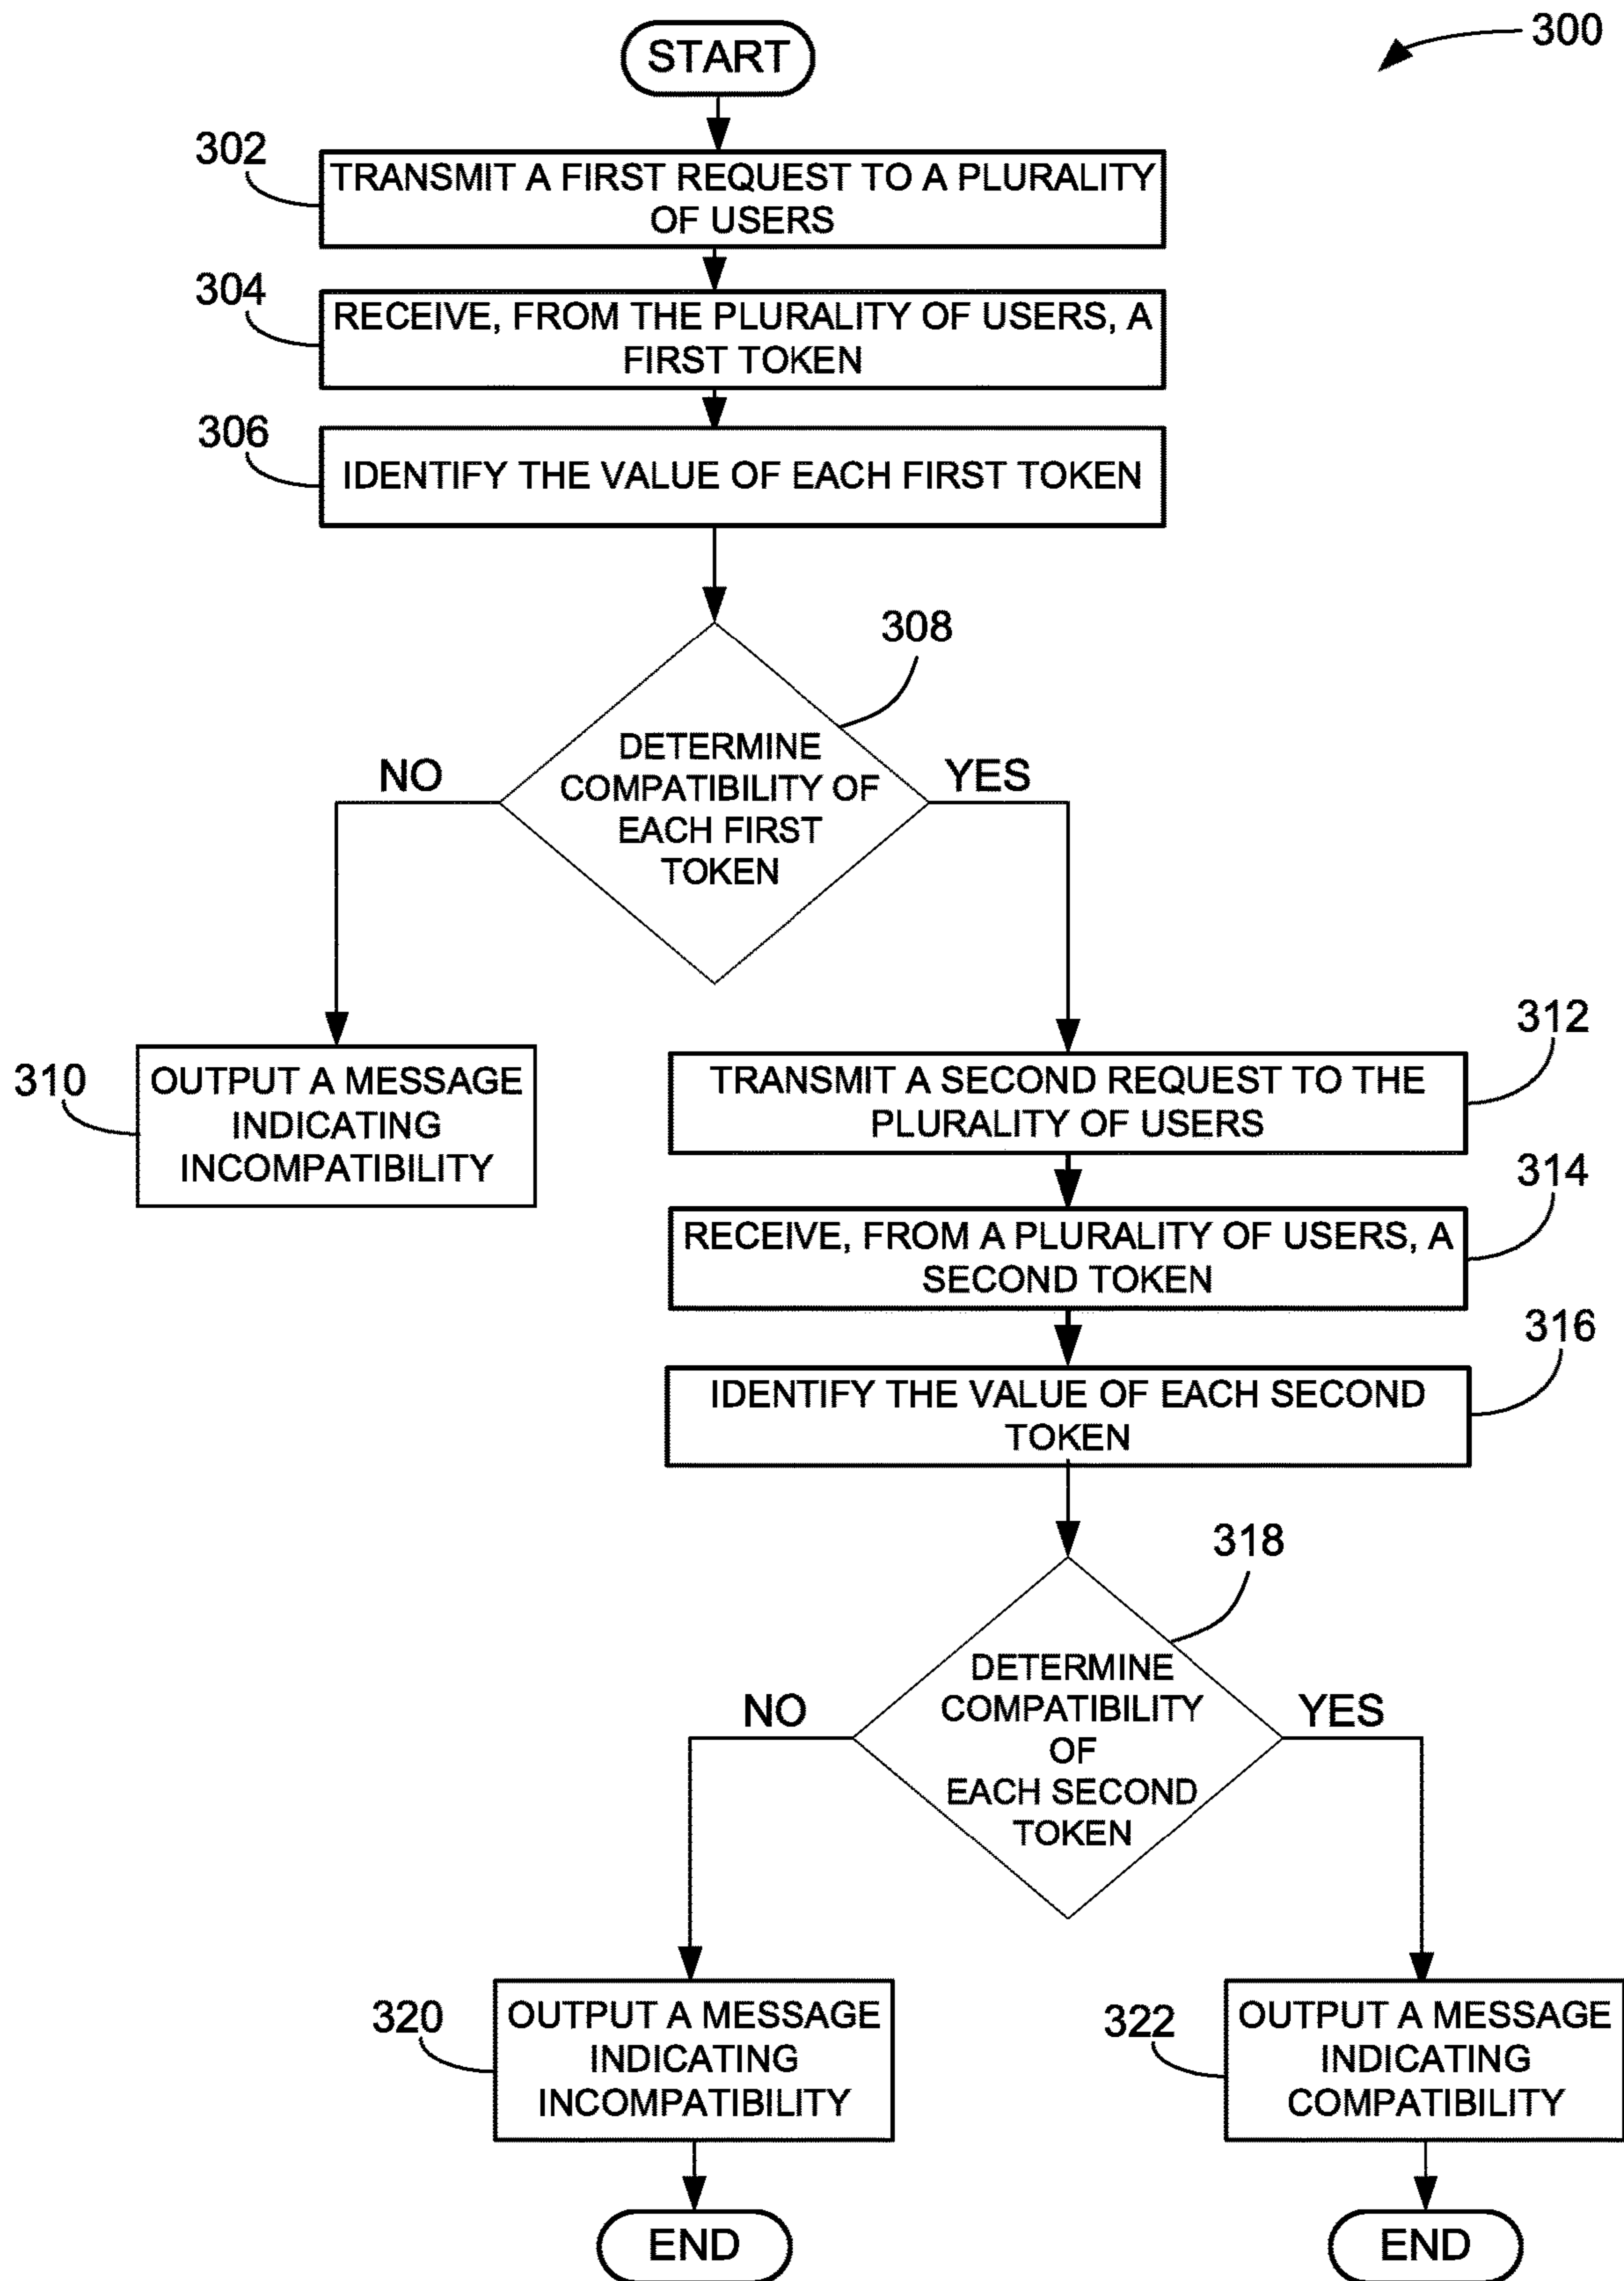 START
300
302
TRANSMIT A FIRST REQUEST TO A PLURALITY
OF USERS
304
RECEIVE, FROM THE PLURALITY OF USERS, A
FIRST TOKEN
306
IDENTIFY THE VALUE OF EACH FIRST TOKEN
308
DETERMINE
COMPATIBILITY OF
EACH FIRST
TOKEN
NO
YES
310
OUTPUT A MESSAGE
INDICATING
INCOMPATIBILITY
312
TRANSMIT A SECOND REQUEST TO THE
PLURALITY OF USERS
314
RECEIVE, FROM A PLURALITY OF USERS, A
SECOND TOKEN
316
IDENTIFY THE VALUE OF EACH SECOND
TOKEN
318
DETERMINE
COMPATIBILITY
OF
EACH SECOND
TOKEN
NO
YES
320
OUTPUT A MESSAGE
INDICATING
INCOMPATIBILITY
322
OUTPUT A MESSAGE
INDICATING
COMPATIBILITY
END
END